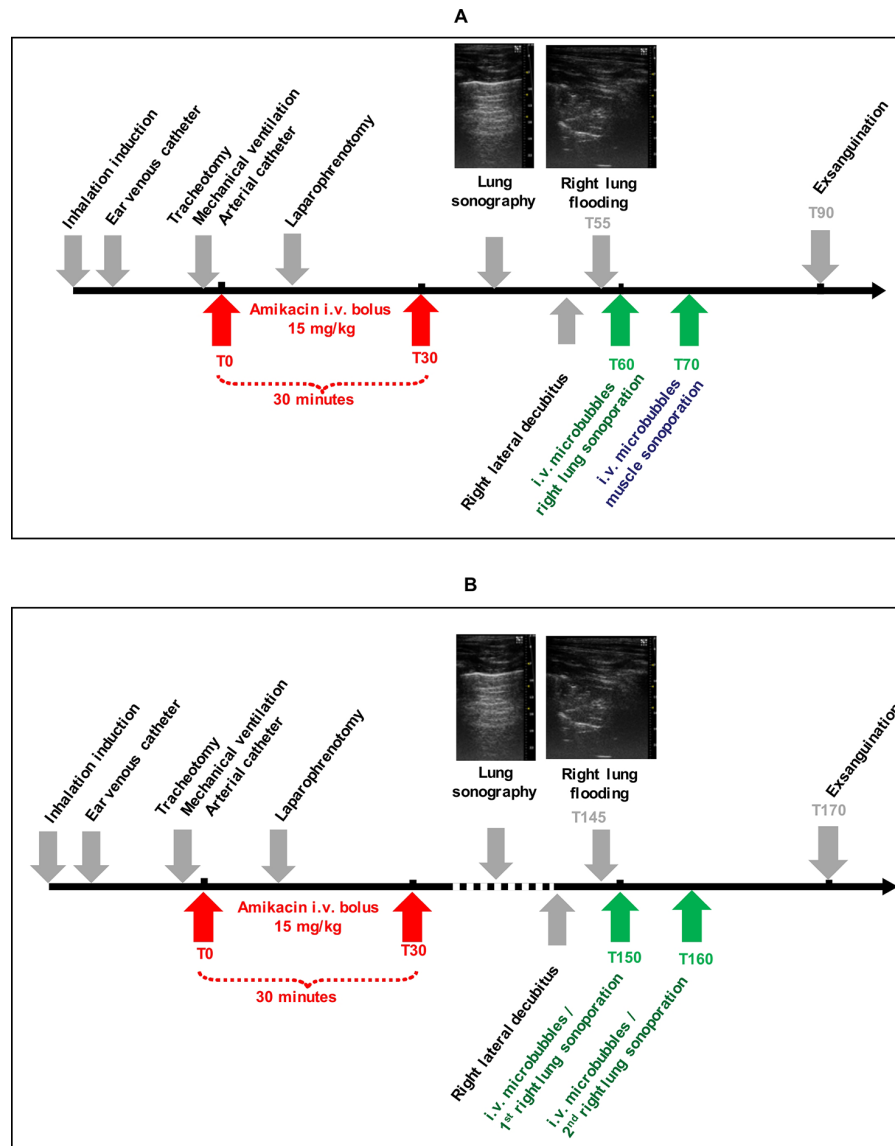 A
Inhalation induction
Ear venous catheter
Tracheotomy
Mechanical ventilation
Arterial catheter
Laparophrenotomy
Lung
sonography
Right lung
flooding
T55
Exsanguination
T90
Amikacin i.v. bolus
15 mg/kg
T0
T30
30 minutes
Right lateral decubitus
T60
i.v. microbubbles
right lung sonoporation
T70
i.v. microbubbles
muscle sonoporation
B
Inhalation induction
Ear venous catheter
Tracheotomy
Mechanical ventilation
Arterial catheter
Laparophrenotomy
Lung
sonography
Right lung
flooding
T145
Exsanguination
T170
Amikacin i.v. bolus
15 mg/kg
T0
T30
30 minutes
Right lateral decubitus
T150
i.v. microbubbles /
1st right lung sonoporation
T160
i.v. microbubbles /
2nd right lung sonoporation